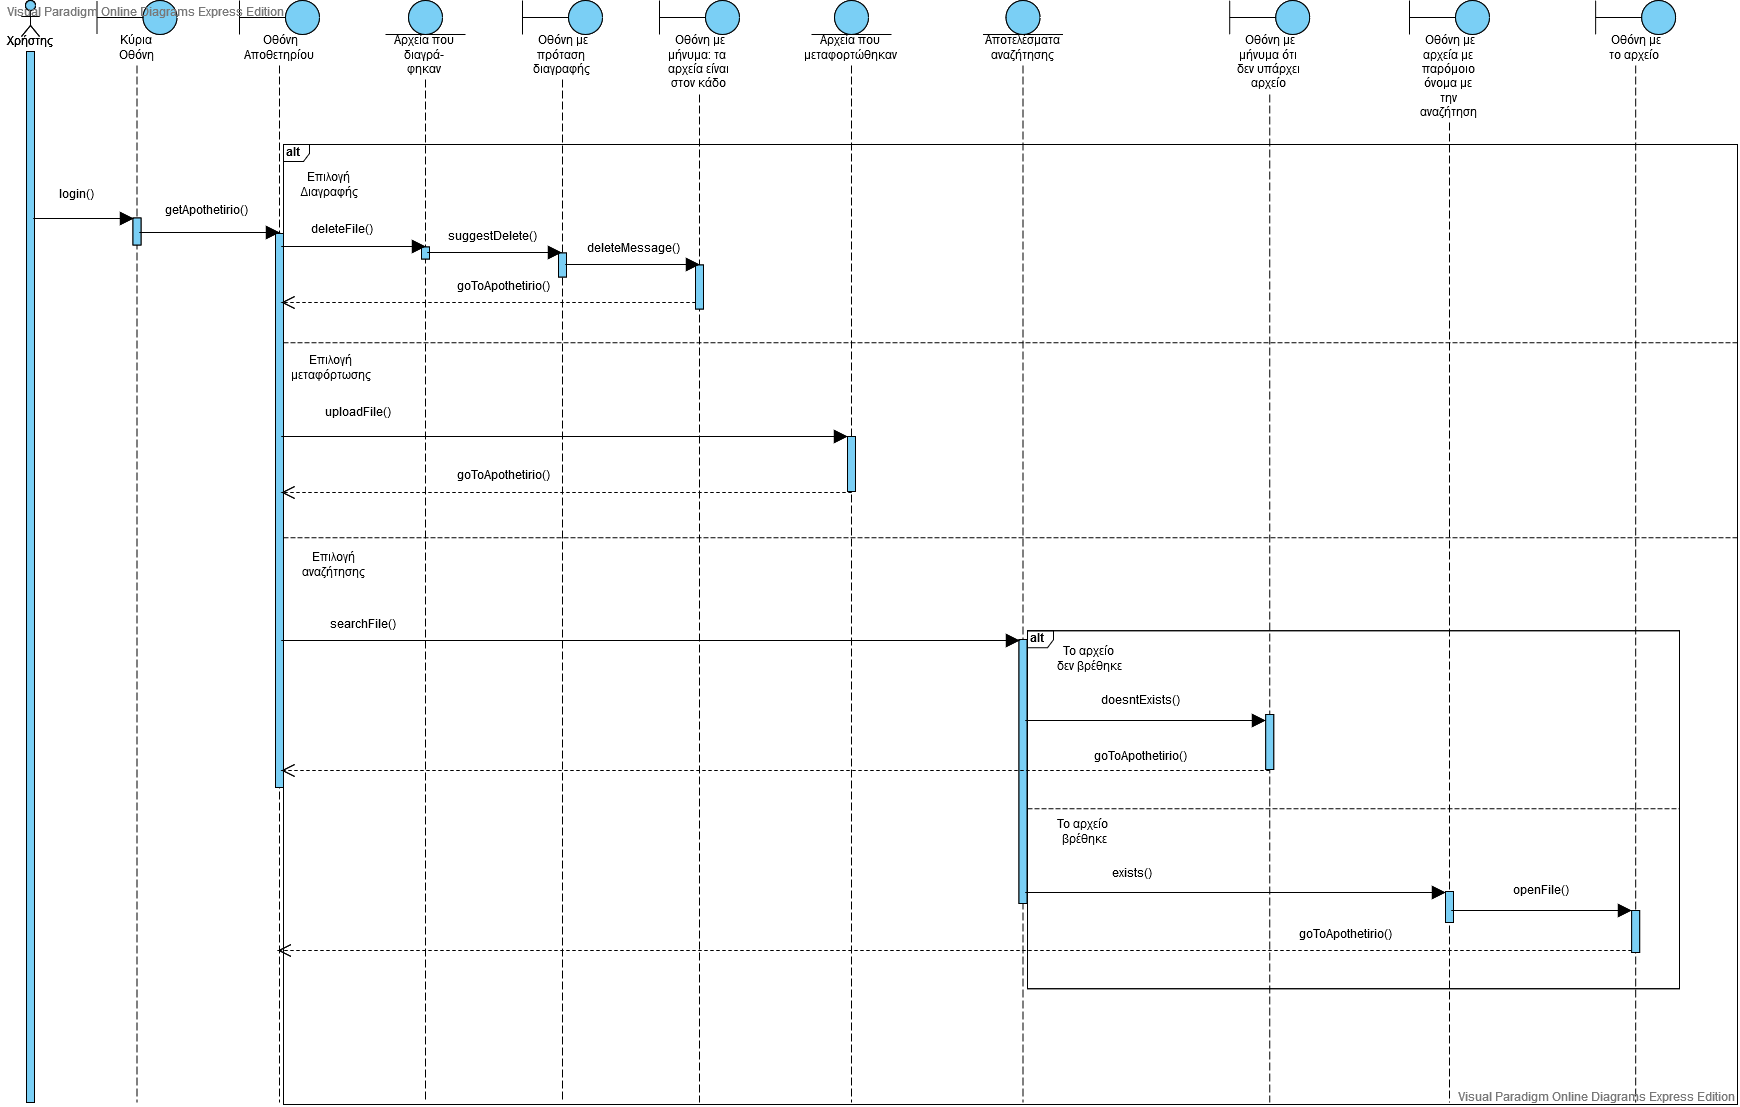 Visual Paradigm Online Diagrams Express Edition
Χρήστης
Κύρια
Οθόνη
Οθόνη
Αποθετηρίου
Αρχεία που
διαγρά-
φηκαν
Οθόνη με
πρόταση
διαγραφής
Οθόνη με
μήνυμα: τα
αρχεία είναι
στον κάδο
Αρχεία που
μεταφορτώθηκαν
Αποτελέσματα
αναζήτησης
Οθόνη με
μήνυμα ότι
δεν υπάρχει
αρχείο
Οθόνη με
αρχεία με
παρόμοιο
όνομα με
την
αναζήτηση
Οθόνη με
το αρχείο
alt
Επιλογή
Διαγραφής
login()
getApothetirio()
deleteFile()
suggestDelete()
deleteMessage()
goToApothetirio()
Επιλογή
μεταφόρτωσης
uploadFile()
goToApothetirio()
Επιλογή
αναζήτησης
searchFile()
alt
Το αρχείο
δεν βρέθηκε
doesntExists()
goToApothetirio()
Το αρχείο
βρέθηκε
exists()
openFile()
goToApothetirio()
Visual Paradigm Online Diagrams Express Edition